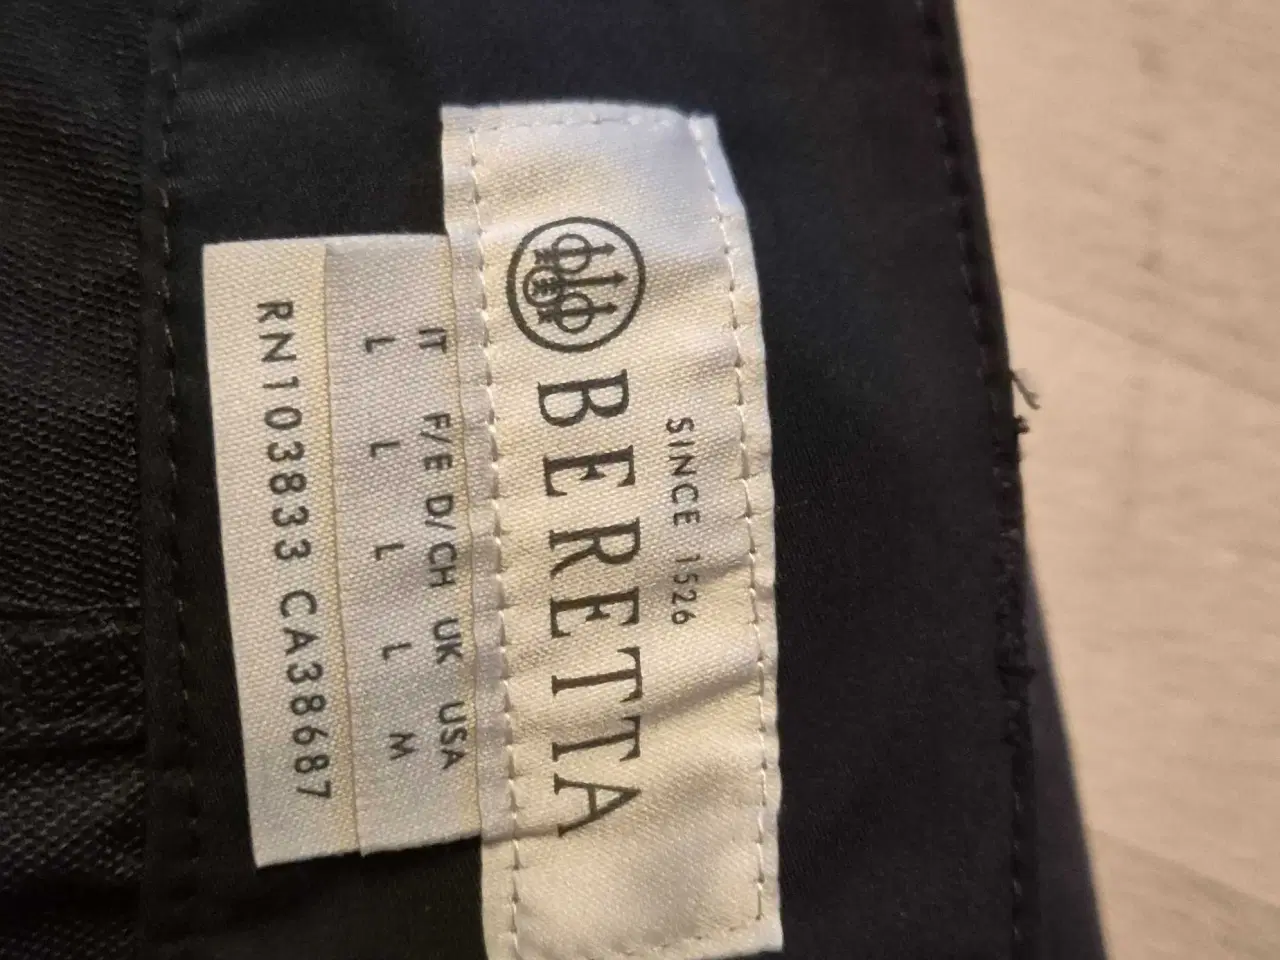 SINCE 1526
BERETTA
IT F/E D/CH UK USA
L L L L M
RN103833 CA38687